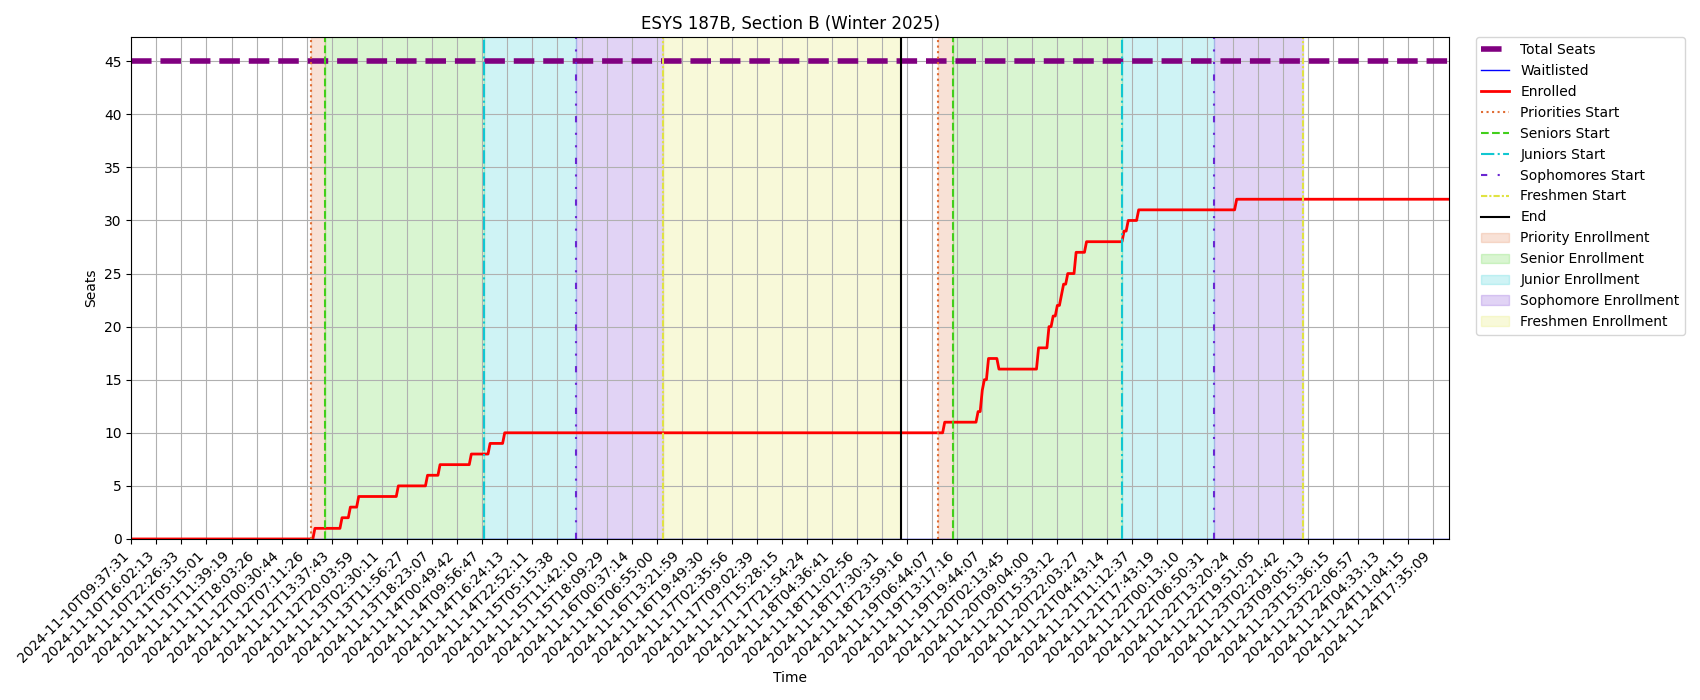 ESYS 187B, Section B (Winter 2025)
Seats
45
40
35
30
25
20
15
10
5
0
2024-11-10T09:37:31
2024-11-10T16:02:13
2024-11-10T22:26:33
2024-11-11T05:15:01
2024-11-11T11:39:19
2024-11-11T18:03:26
2024-11-12T00:30:44
2024-11-12T07:11:26
2024-11-12T13:37:43
2024-11-12T20:03:59
2024-11-13T02:30:11
2024-11-13T11:56:27
2024-11-13T18:23:07
2024-11-14T00:49:42
2024-11-14T09:56:47
2024-11-14T16:24:13
2024-11-14T22:52:11
2024-11-15T05:15:38
2024-11-15T11:42:10
2024-11-15T18:09:29
2024-11-16T00:37:14
2024-11-16T06:55:00
2024-11-16T13:21:59
2024-11-16T19:49:30
2024-11-17T02:35:56
2024-11-17T09:02:39
2024-11-17T15:28:15
2024-11-17T21:54:24
2024-11-18T04:36:41
2024-11-18T11:02:56
2024-11-18T17:30:31
2024-11-18T23:59:16
2024-11-19T06:44:07
2024-11-19T13:17:16
2024-11-19T19:44:07
2024-11-20T02:13:45
2024-11-20T09:04:00
2024-11-20T15:33:12
2024-11-20T22:03:27
2024-11-21T04:43:14
2024-11-21T11:12:37
2024-11-21T17:43:19
2024-11-22T00:13:10
2024-11-22T06:50:31
2024-11-22T13:20:24
2024-11-22T19:51:05
2024-11-23T02:21:42
2024-11-23T09:05:13
2024-11-23T15:36:15
2024-11-23T22:06:57
2024-11-24T04:33:13
2024-11-24T11:04:15
2024-11-24T17:35:09
Time
Total Seats
Waitlisted
Enrolled
Priorities Start
Seniors Start
Juniors Start
Sophomores Start
Freshmen Start
End
Priority Enrollment
Senior Enrollment
Junior Enrollment
Sophomore Enrollment
Freshmen Enrollment